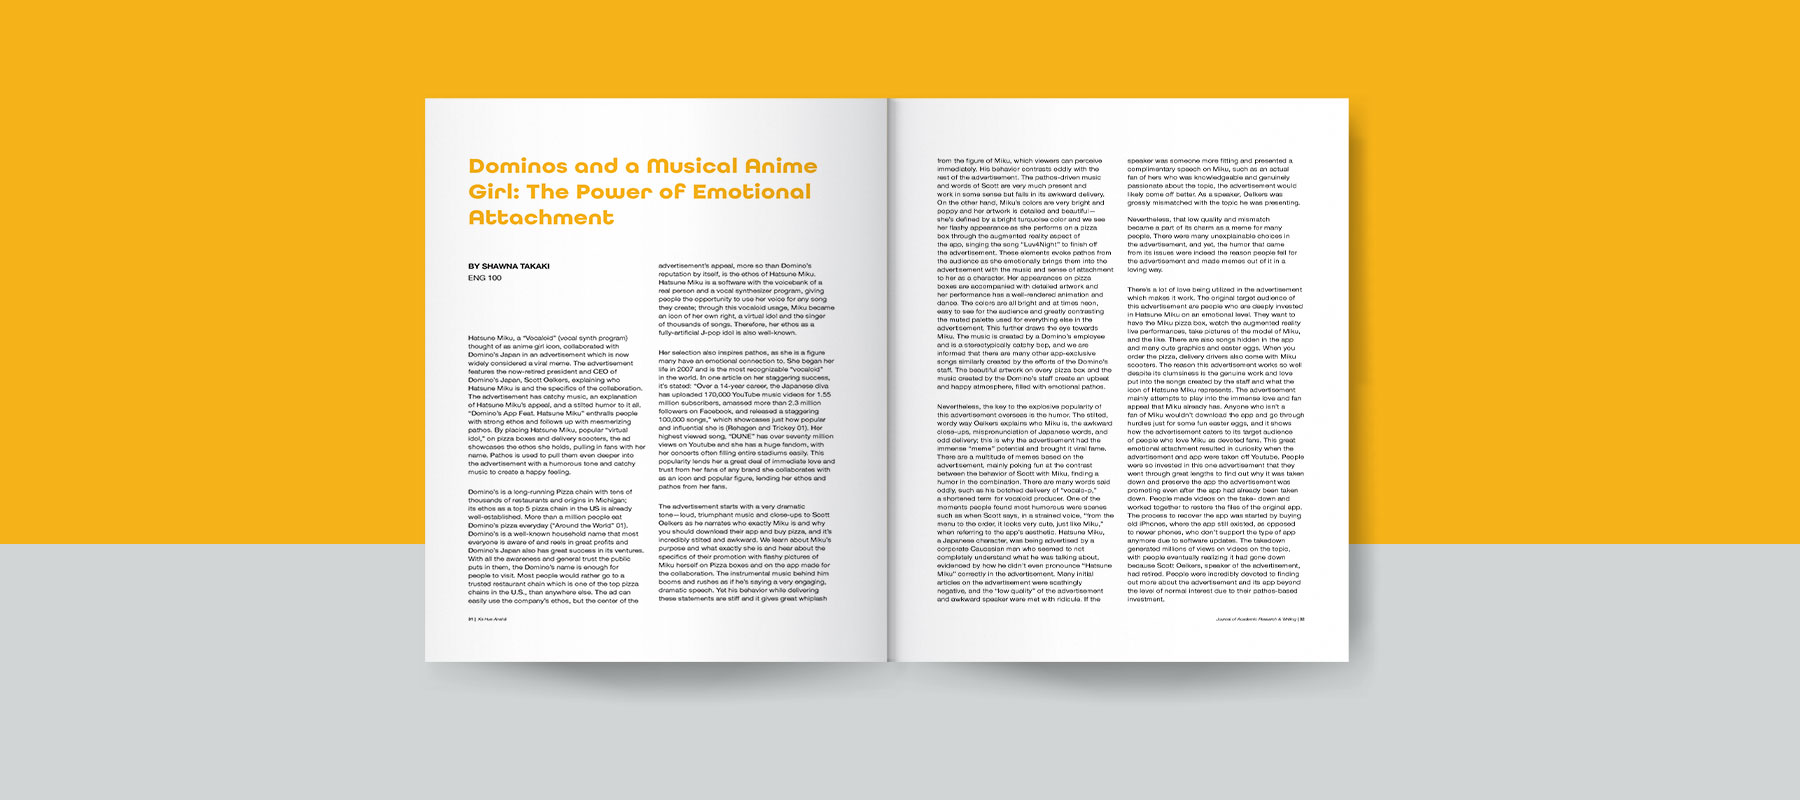 Dominos and a Musical Anime
Girl: The Power of Emotional
Attachment
BY SHAWNA TAKAKI
ENG 100
Hatsune Miku, a "Vocaloid" (vocal synth program)
thought of as anime girl icon, collaborated with
Domino's Japan in an advertisement which is now
widely considered a viral meme. The advertisement
features the now-retired president and CEO of
Domino's Japan, Scott Oelkers, explaining who
Hatsune Miku is and the specifics of the collaboration.
The advertisement has catchy music, an explanation
of Hatsune Miku's appeal, and a stilted humor to it all.
"Domino's App Feat. Hatsune Miku" enthralls people
with strong ethos and follows up with mesmerizing
pathos. By placing Hatsune Miku, popular "virtual
idol," on pizza boxes and delivery scooters, the ad
showcases the ethos she holds, pulling in fans with her
name. Pathos is used to pull them even deeper into
the advertisement with a humorous tone and catchy
music to create a happy feeling.
Domino's is a long-running Pizza chain with tens of
thousands of restaurants and origins in Michigan;
its ethos as a top 5 pizza chain in the US is already
well-established. More than a million people eat
Domino's pizza everyday ("Around the World" 01).
Domino's is a well-known household name that most
everyone is aware of and reels in great profits and
Domino's Japan also has great success in its ventures.
With all the awareness and general trust the public
puts in them, the Domino's name is enough for
people to visit. Most people would rather go to a
trusted restaurant chain which is one of the top pizza
chains in the U.S., than anywhere else. The ad can
easily use the company's ethos, but the center of the
advertisement's appeal, more so than Domino's
reputation by itself, is the ethos of Hatsune Miku.
Hatsune Miku is a software with the voicebank of a
real person and a vocal synthesizer program, giving
people the opportunity to use her voice for any song
they create; through this vocaloid usage, Miku became
an icon of her own right, a virtual idol and the singer
of thousands of songs. Therefore, her ethos as a
fully-artificial J-pop idol is also well-known.
Her selection also inspires pathos, as she is a figure
many have an emotional connection to. She began her
life in 2007 and is the most recognizable "vocaloid"
in the world. In one article on her staggering success,
it's stated: "Over a 14-year career, the Japanese diva
has uploaded 170,000 YouTube music videos for 1.55
million subscribers, amassed more than 2.3 million
followers on Facebook, and released a staggering
100,000 songs," which showcases just how popular
and influential she is (Rehagen and Trickey 01). Her
highest viewed song, "DUNE" has over seventy million
views on Youtube and she has a huge fandom, with
her concerts often filling entire stadiums easily. This
popularity lends her a great deal of immediate love and
trust from her fans of any brand she collaborates with
as an icon and popular figure, lending her ethos and
pathos from her fans.
The advertisement starts with a very dramatic
tone—loud, triumphant music and close-ups to Scott
Oelkers as he narrates who exactly Miku is and why
you should download their app and buy pizza, and it's
incredibly stilted and awkward. We learn about Miku's
purpose and what exactly she is and hear about the
specifics of their promotion with flashy pictures of
Miku herself on Pizza boxes and on the app made for
the collaboration. The instrumental music behind him
booms and rushes as if he's saying a very engaging,
dramatic speech. Yet his behavior while delivering
these statements are stiff and it gives great whiplash
from the figure of Miku, which viewers can perceive
immediately. His behavior contrasts oddly with the
rest of the advertisement. The pathos-driven music
and words of Scott are very much present and
work in some sense but falls in its awkward delivery.
On the other hand, Miku's colors are very bright and
poppy and her artwork is detailed and beautiful—
she's defined by a bright turquoise color and we see
her flashy appearance as she performs on a pizza
box through the augmented reality aspect of
the app, singing the song "Luv4Night" to finish off
the advertisement. These elements evoke pathos from
the audience as she emotionally brings them into the
advertisement with the music and sense of attachment
to her as a character. Her appearances on pizza
boxes are accompanied with detailed artwork and
her performance has a well-rendered animation and
dance. The colors are all bright and at times neon,
easy to see for the audience and greatly contrasting
the muted palette used for everything else in the
advertisement. This further draws the eye towards
Miku. The music is created by a Domino's employee
and is a stereotypically catchy bop, and we are
informed that there are many other app-exclusive
songs similarly created by the efforts of the Domino's
staff. The beautiful artwork on every pizza box and the
music created by the Domino's staff create an upbeat
and happy atmosphere, filled with emotional pathos.
Nevertheless, the key to the explosive popularity of
this advertisement overseas is the humor. The stilted,
wordy way Oelkers explains who Miku is, the awkward
close-ups, mispronunciation of Japanese words, and
odd delivery; this is why the advertisement had the
immense "meme" potential and brought it viral fame.
There are a multitude of memes based on the
advertisement, mainly poking fun at the contrast
between the behavior of Scott with Miku, finding a
humor in the combination. There are many words said
oddly, such as his botched delivery of "vocalo-p,"
a shortened term for vocaloid producer. One of the
moments people found most humorous were scenes
such as when Scott says, in a strained voice, "from the
menu to the order, it looks very cute, just like Miku,"
when referring to the app's aesthetic. Hatsune Miku,
a Japanese character, was being advertised by a
corporate Caucasian man who seemed to not
completely understand what he was talking about,
evidenced by how he didn't even pronounce "Hatsune
Miku" correctly in the advertisement. Many initial
articles on the advertisement were scathingly
negative, and the "low quality" of the advertisement
and awkward speaker were met with ridicule. If the
speaker was someone more fitting and presented a
complimentary speech on Miku, such as an actual
fan of hers who was knowledgeable and genuinely
passionate about the topic, the advertisement would
likely come off better. As a speaker, Oelkers was
grossly mismatched with the topic he was presenting.
Nevertheless, that low quality and mismatch
became a part of its charm as a meme for many
people. There were many unexplainable choices in
the advertisement, and yet, the humor that came
from its issues were indeed the reason people fell for
the advertisement and made memes out of it in a
loving way.
There's a lot of love being utilized in the advertisement
which makes it work. The original target audience of
this advertisement are people who are deeply invested
in Hatsune Miku on an emotional level. They want to
have the Miku pizza box, watch the augmented reality
live performances, take pictures of the model of Miku,
and the like. There are also songs hidden in the app
and many cute graphics and easter eggs. When you
order the pizza, delivery drivers also come with Miku
scooters. The reason this advertisement works so well
despite its clumsiness is the genuine work and love
put into the songs created by the staff and what the
icon of Hatsune Miku represents. The advertisement
mainly attempts to play into the immense love and fan
appeal that Miku already has. Anyone who isn't a
fan of Miku wouldn't download the app and go through
hurdles just for some fun easter eggs, and it shows
how the advertisement caters to its target audience
of people who love Miku as devoted fans. This great
emotional attachment resulted in curiosity when the
advertisement and app were taken off Youtube. People
were so invested in this one advertisement that they
went through great lengths to find out why it was taken
down and preserve the app the advertisement was
promoting even after the app had already been taken
down. People made videos on the take- down and
worked together to restore the files of the original app.
The process to recover the app was started by buying
old iPhones, where the app still existed, as opposed
to newer phones, who don't support the type of app
anymore due to software updates. The takedown
generated millions of views on videos on the topic,
with people eventually realizing it had gone down
because Scott Oelkers, speaker of the advertisement,
had retired. People were incredibly devoted to finding
out more about the advertisement and its app beyond
the level of normal interest due to their pathos-based
investment.
Journal of Academic Research & Writing |